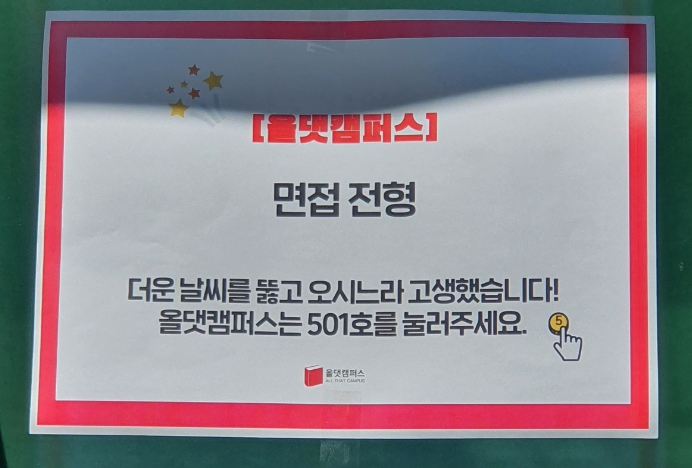 [올댓캠퍼스]
면접 전형
더운 날씨를 뚫고 오시느라 고생했습니다!
올댓캠퍼스는 501호를 눌러주세요.
5
올댓캠퍼스
ALL THAT CAMPUS